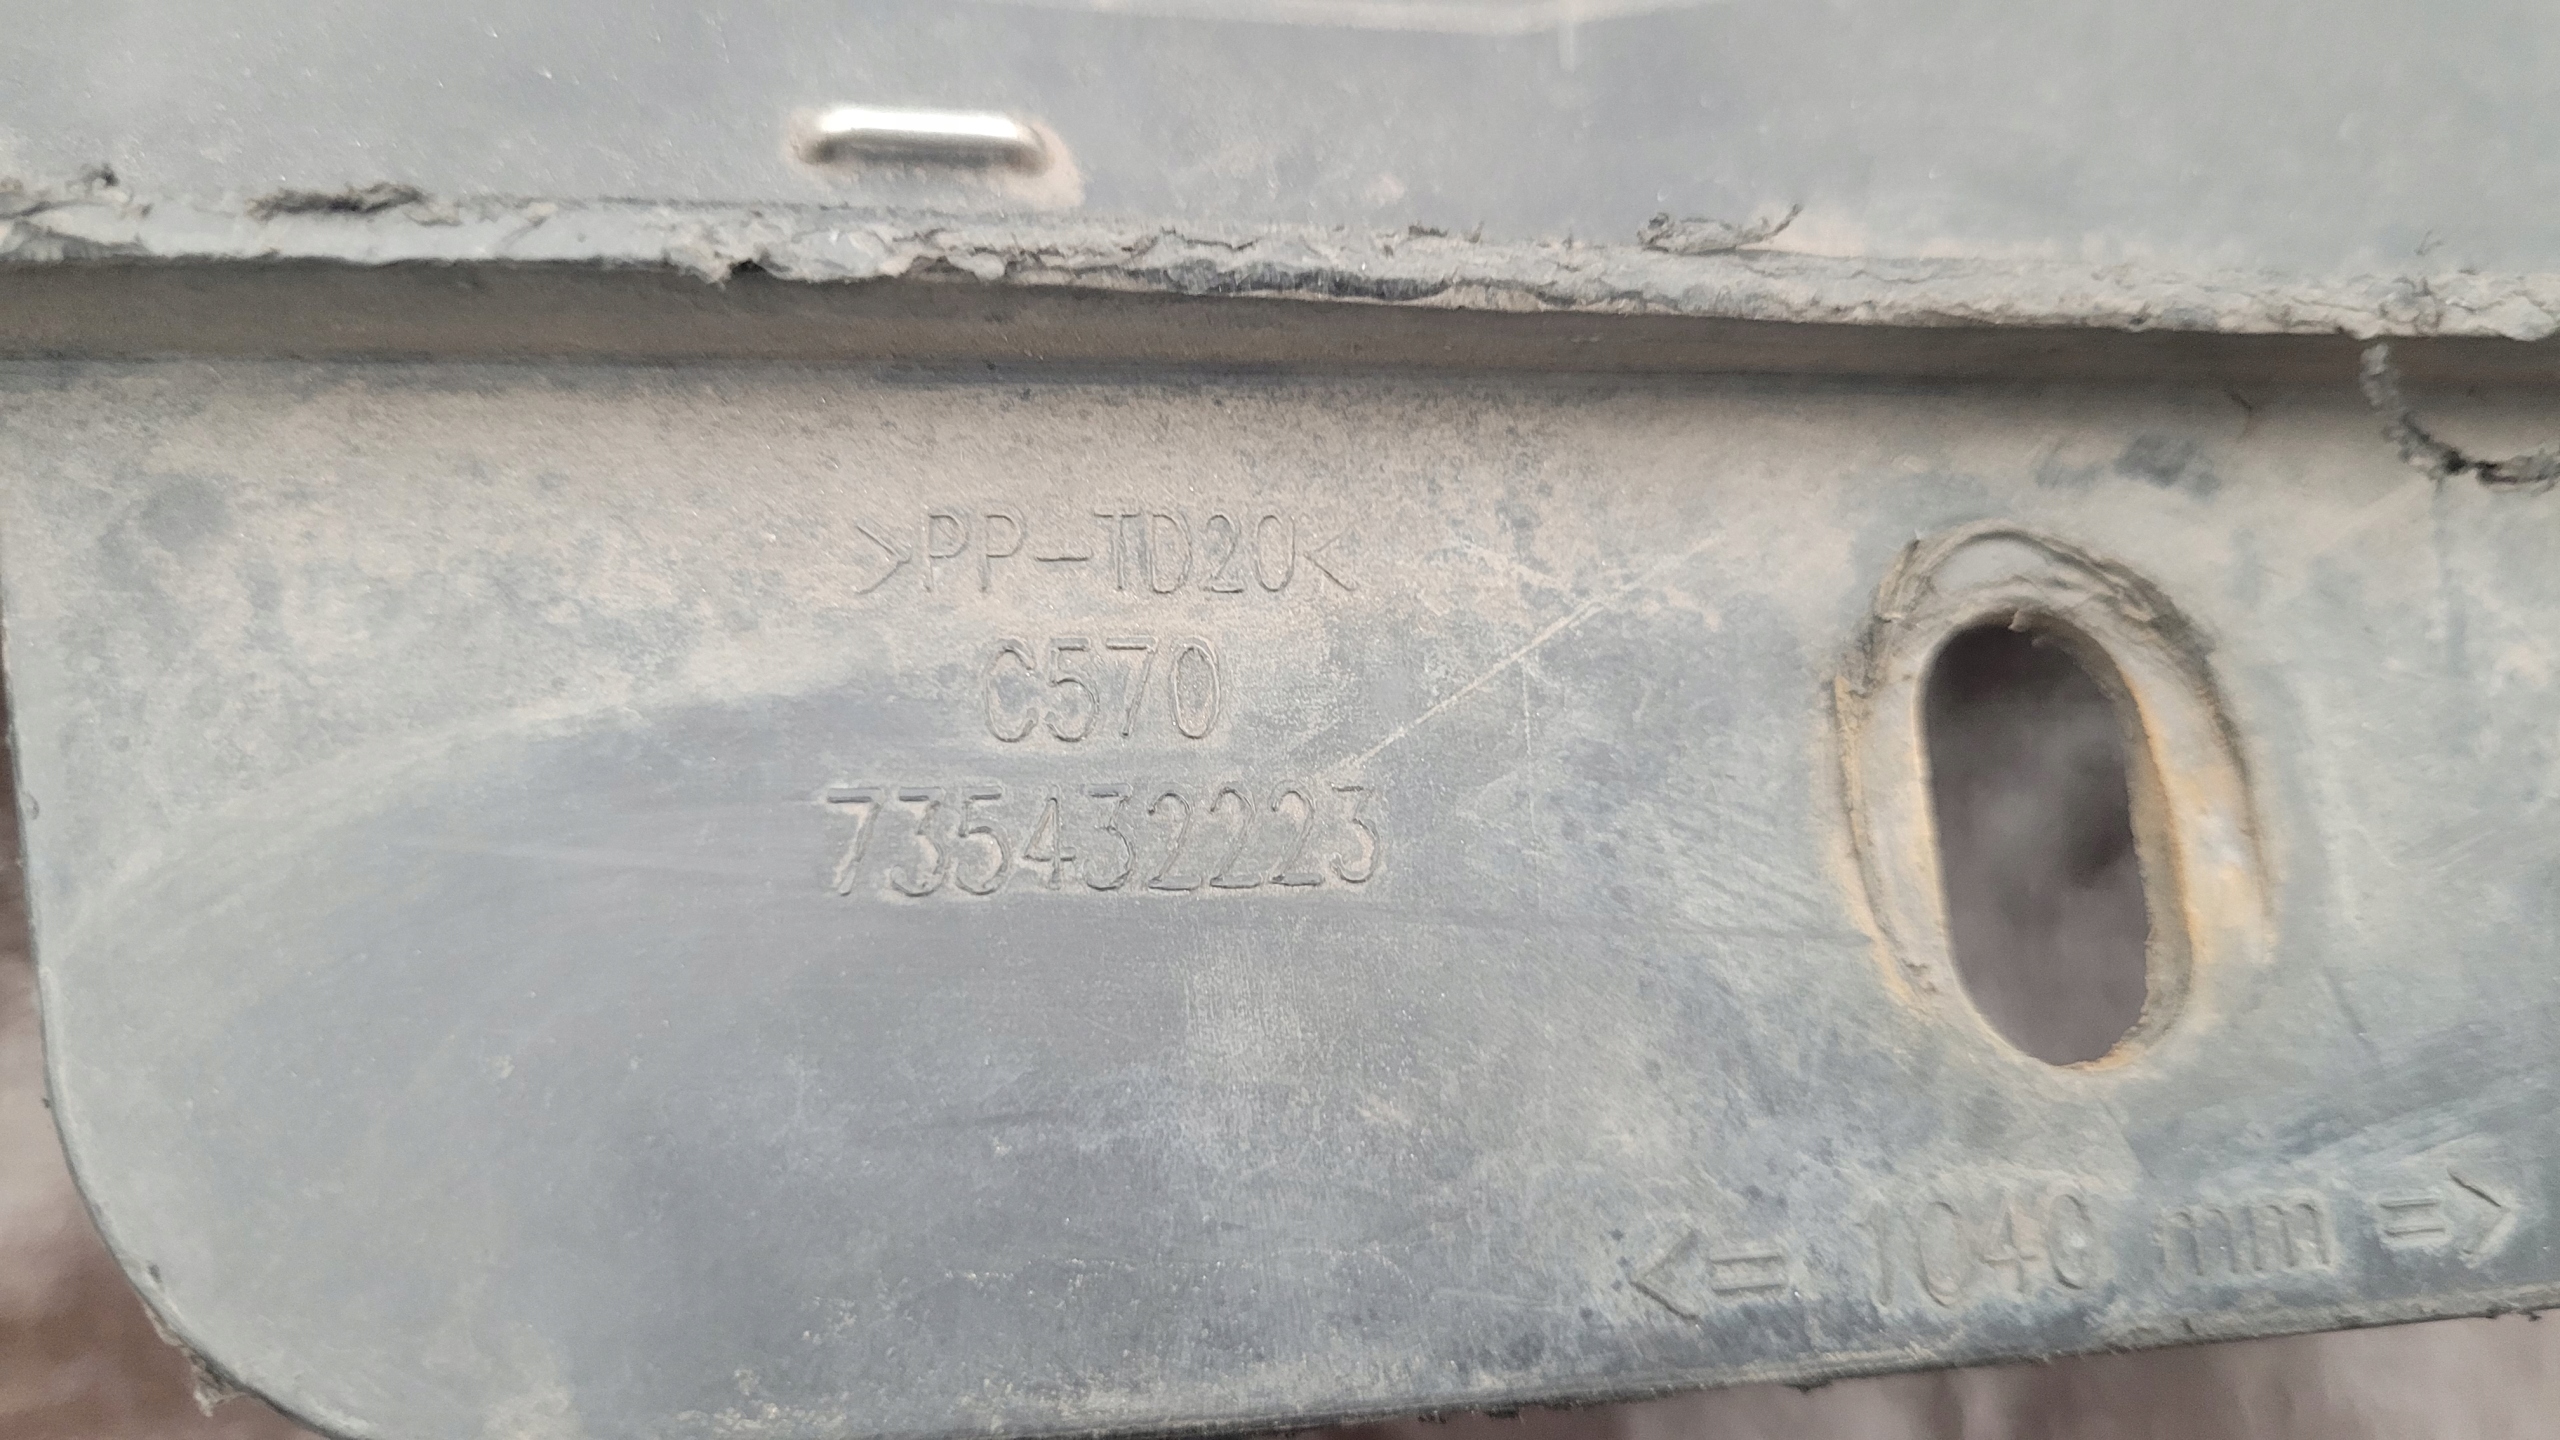 >PP-TD20<
C570
735432223
<= 1040 mm =>